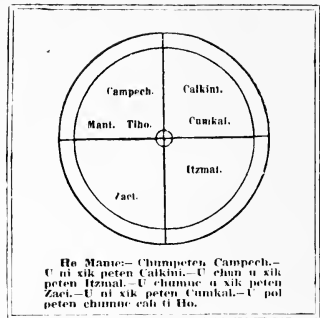 Campech.
Calkini.
Mani. Tiho.
Cumkal.
Itzmal.
Zaci.
He Manie:— Chumpeten Campech.—
U ni xik peten Calkini.—U chun u xik
peten Itzmal.—U chumuc u xik peten
Zaci.—U ni xik peten Cumkal.—U pol
peten chumuc cah ti Ho.